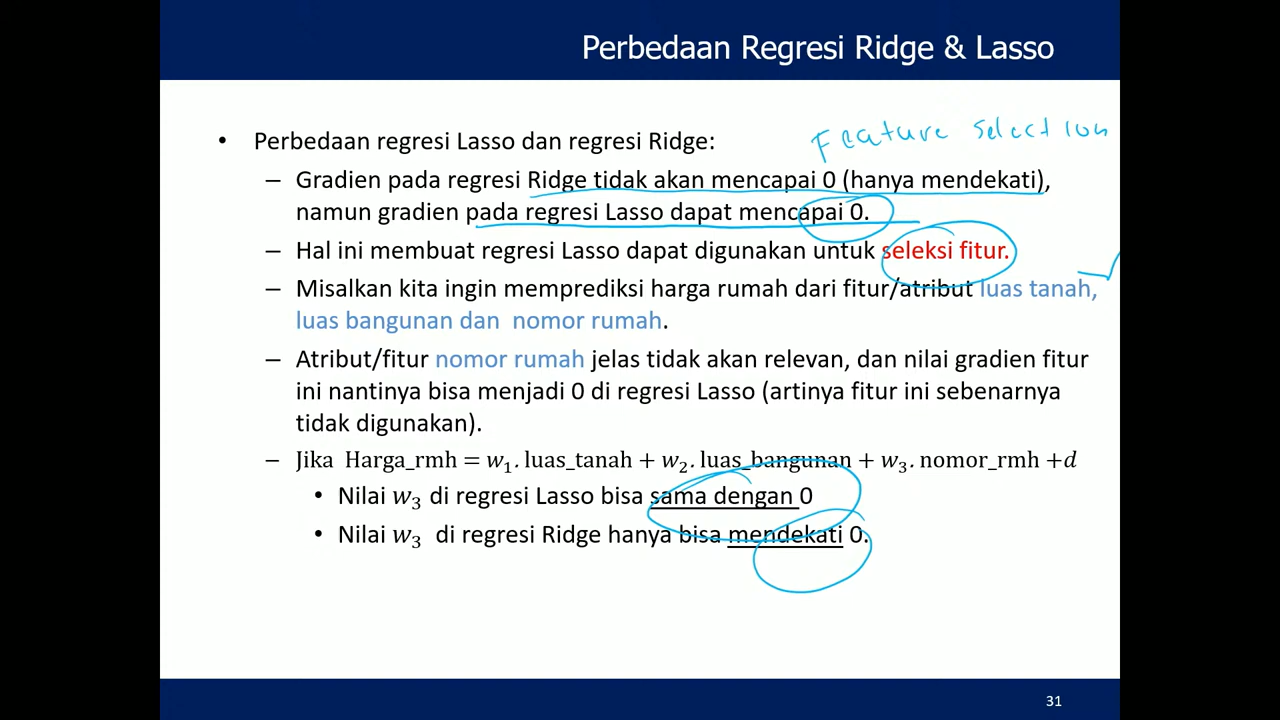 Perbedaan Regresi Ridge & Lasso
Feature Selection
• Perbedaan regresi Lasso dan regresi Ridge:
– Gradien pada regresi Ridge tidak akan mencapai 0 (hanya mendekati),
namun gradien pada regresi Lasso dapat mencapai 0.
– Hal ini membuat regresi Lasso dapat digunakan untuk seleksi fitur.
– Misalkan kita ingin memprediksi harga rumah dari fitur/atribut luas tanah,
luas bangunan dan nomor rumah.
– Atribut/fitur nomor rumah jelas tidak akan relevan, dan nilai gradien fitur
ini nantinya bisa menjadi 0 di regresi Lasso (artinya fitur ini sebenarnya
tidak digunakan).
– Jika Harga_rmh = w₁. luas_tanah + w₂. luas_bangunan + w₃. nomor_rmh +d
• Nilai w₃ di regresi Lasso bisa sama dengan 0
• Nilai w₃ di regresi Ridge hanya bisa mendekati 0.
31